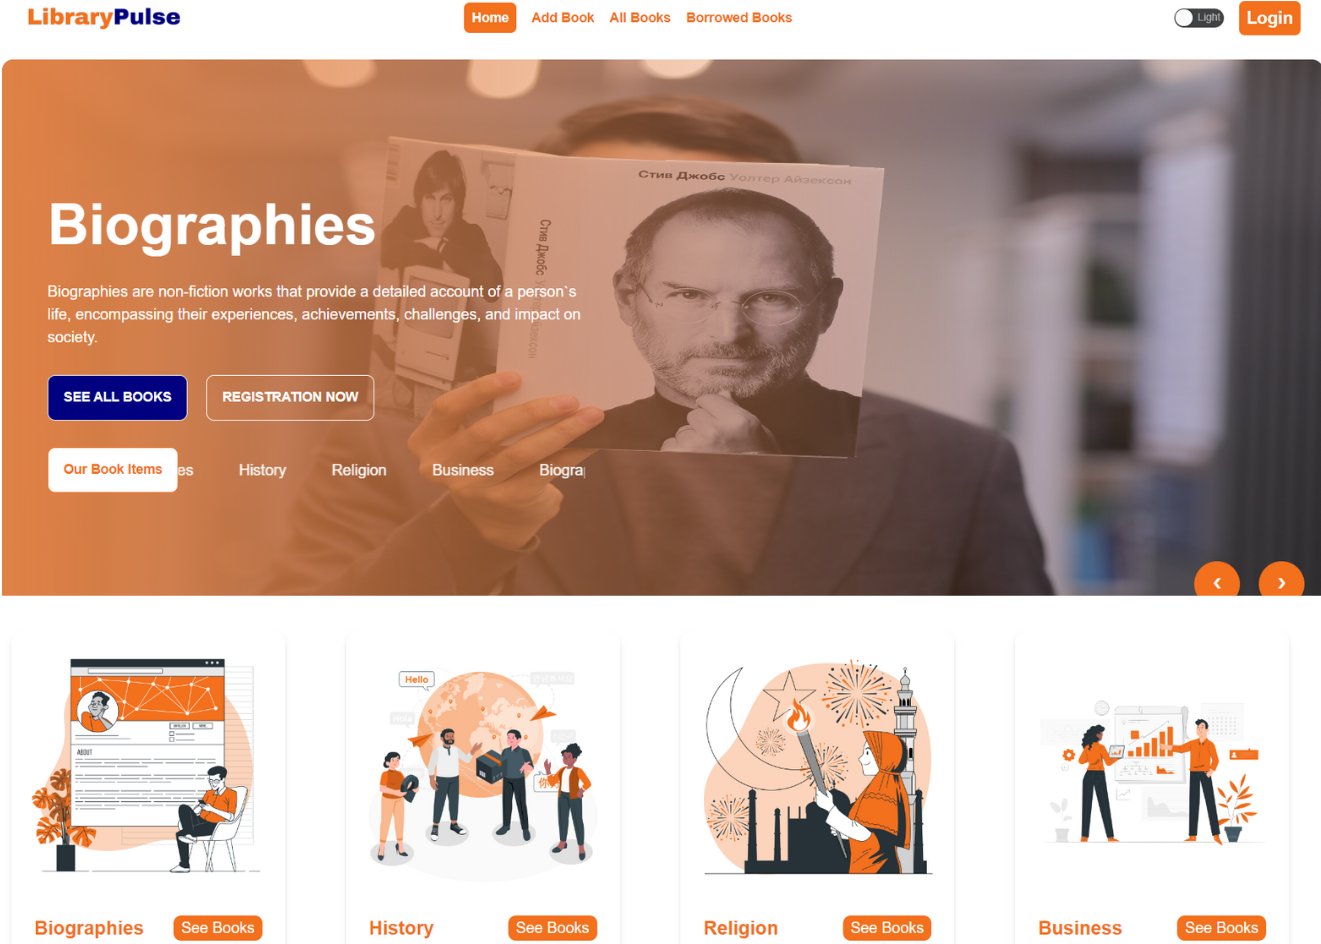 LibraryPulse
Home Add Book All Books Borrowed Books
Light
Login
Стив Джобс Уолтер Айзексон
Стив Джобс
Biographies
Biographies are non-fiction works that provide a detailed account of a person`s
life, encompassing their experiences, achievements, challenges, and impact on
society.
SEE ALL BOOKS REGISTRATION NOW
Our Book Items es History Religion Business Biogra
‹ ›
ABOUT
Hello
Hola
Biographies See Books
History See Books
Religion See Books
Business See Books